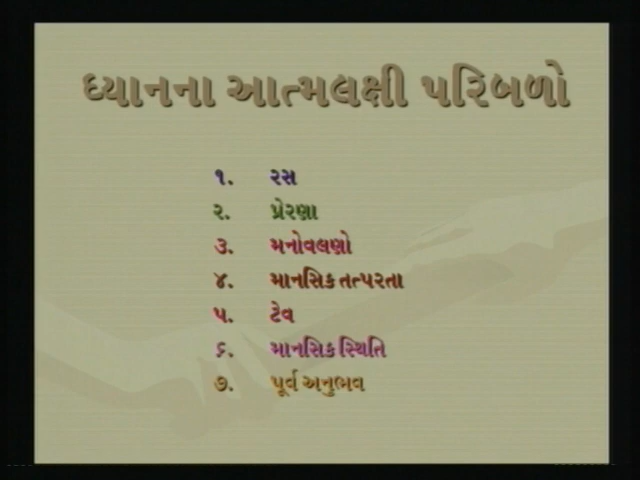 ધ્યાનના આત્મલક્ષી પરિબળો
૧. રસ
૨. પ્રેરણા
૩. મનોવલણો
૪. માનસિક તત્પરતા
૫. ટેવ
૬. માનસિક સ્થિતિ
૭. પૂર્વ અનુભવ